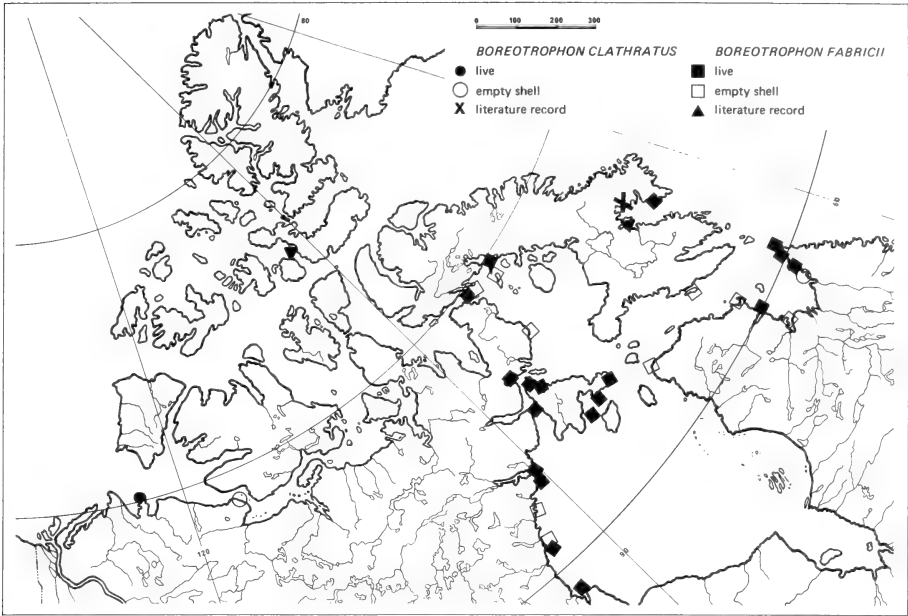 80
0 100 200 300
BOREOTROPHON CLATHRATUS
live
empty shell
literature record
BOREOTROPHON FABRICII
live
empty shell
literature record
60
120
90